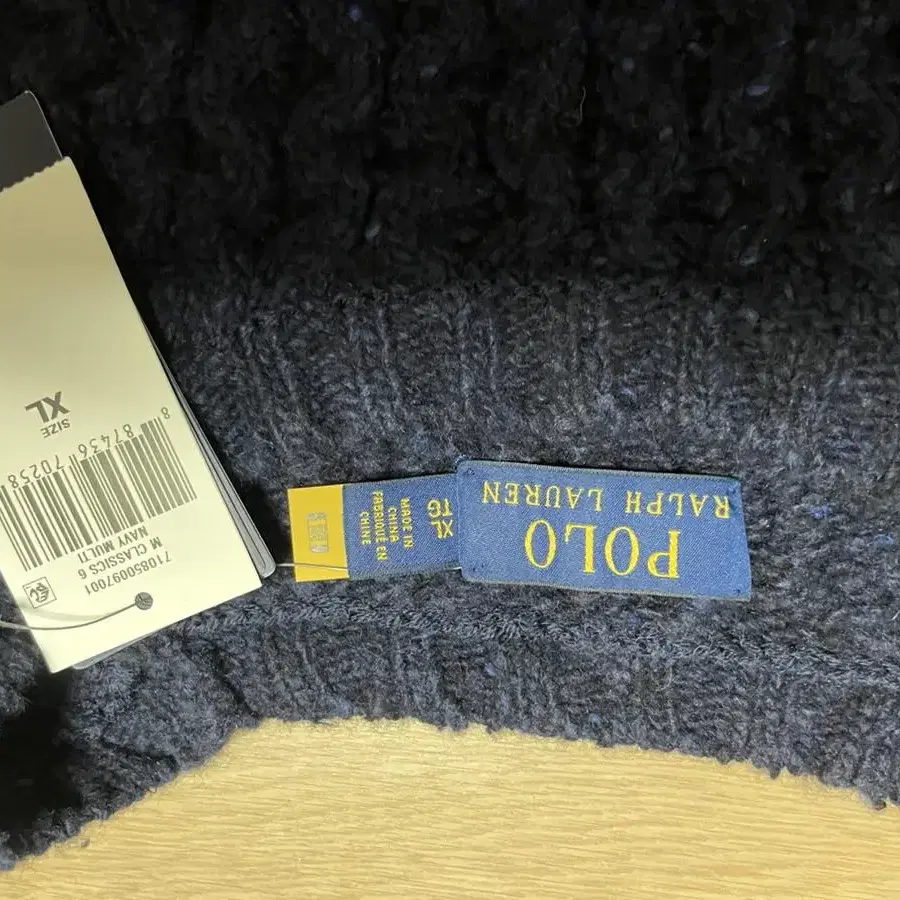 POLO
RALPH LAUREN
XL
TG
MADE IN
CHINA
FABRIQUÉ EN
CHINE
710850097001
M CLASSICS 6
NAVY MULTI
8 87436 70258
SIZE
XL